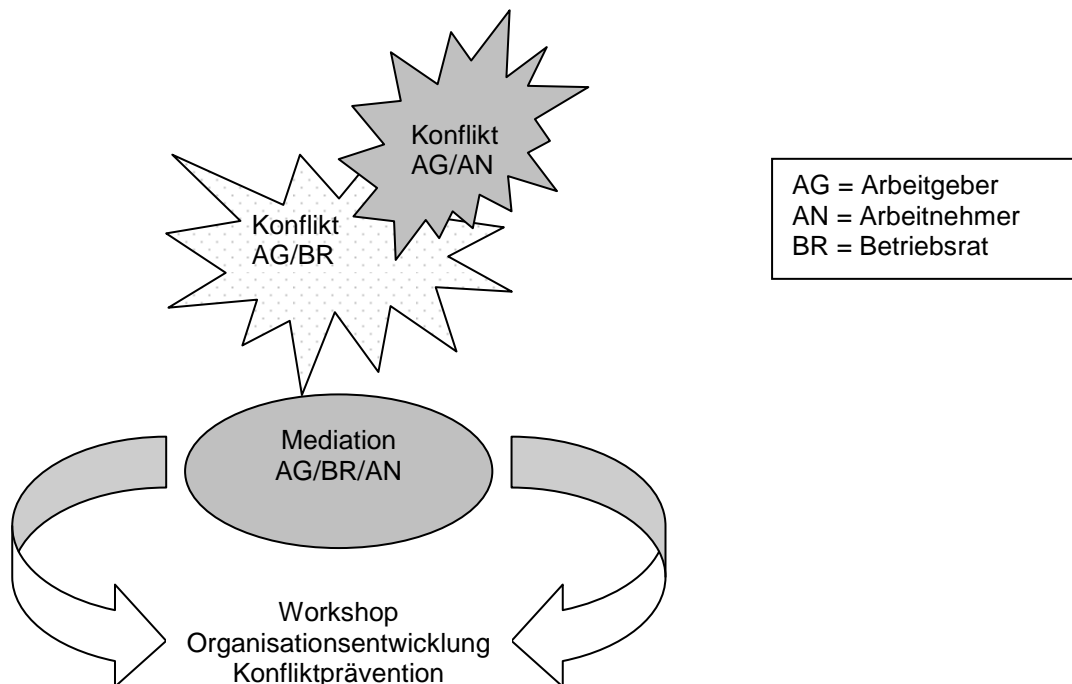 Konflikt
AG/AN
Konflikt
AG/BR
AG = Arbeitgeber
AN = Arbeitnehmer
BR = Betriebsrat
Mediation
AG/BR/AN
Workshop
Organisationsentwicklung
Konfliktprävention